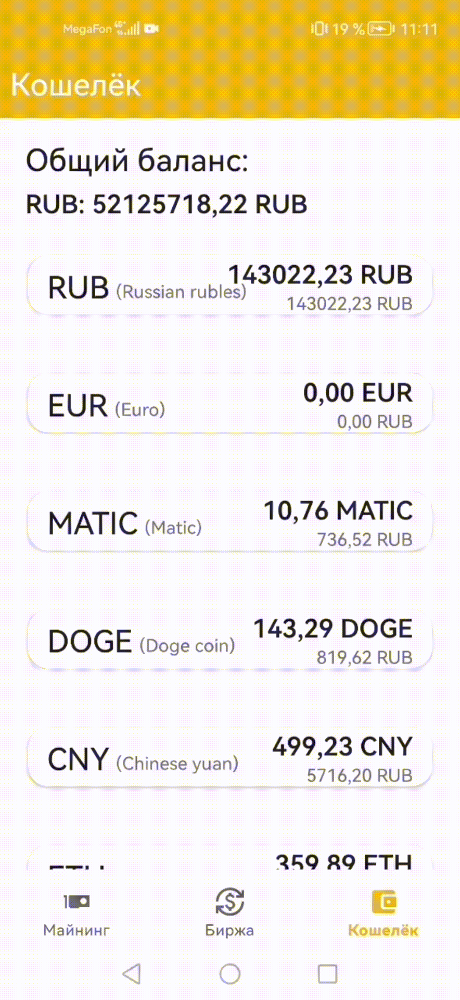 MegaFon 4G+ 19 % 11:11
Кошелёк
Общий баланс:
RUB: 52125718,22 RUB
RUB (Russian rubles) 143022,23 RUB
143022,23 RUB
EUR (Euro) 0,00 EUR
0,00 RUB
MATIC (Matic) 10,76 MATIC
736,52 RUB
DOGE (Doge coin) 143,29 DOGE
819,62 RUB
CNY (Chinese yuan) 499,23 CNY
5716,20 RUB
359,89 ETH
Майнинг Биржа Кошелёк